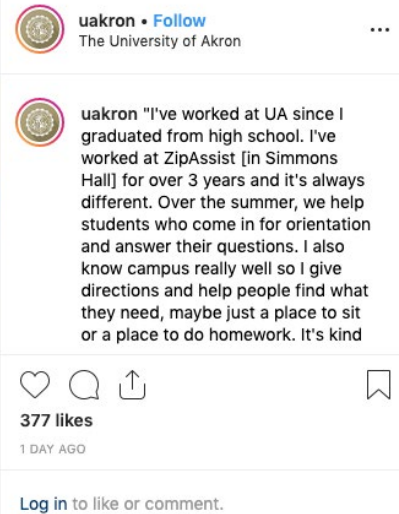 uakron • Follow
The University of Akron
uakron "I've worked at UA since I
graduated from high school. I've
worked at ZipAssist [in Simmons
Hall] for over 3 years and it's always
different. Over the summer, we help
students who come in for orientation
and answer their questions. I also
know campus really well so I give
directions and help people find what
they need, maybe just a place to sit
or a place to do homework. It's kind
377 likes
1 DAY AGO
Log in to like or comment.